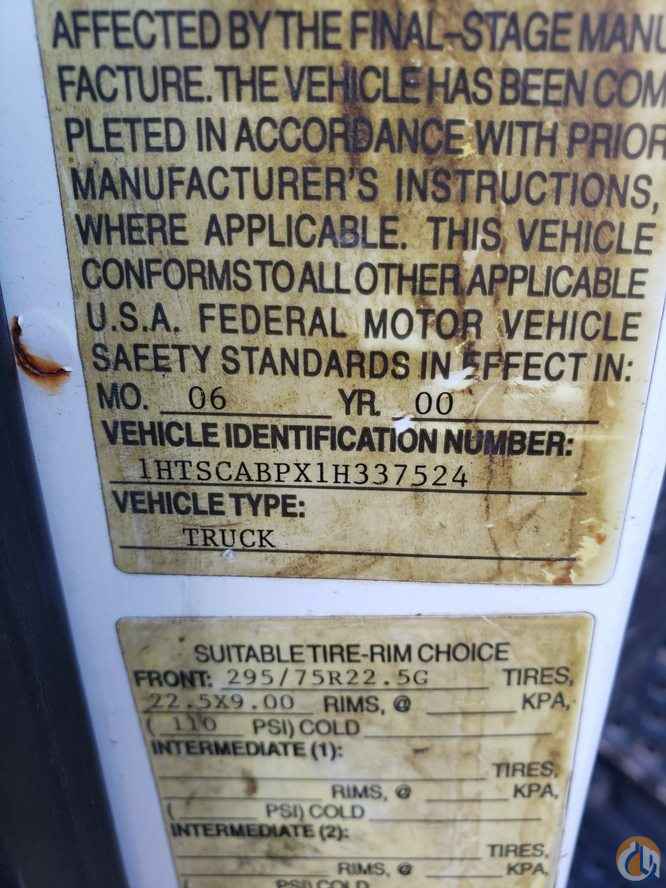 AFFECTED BY THE FINAL-STAGE MANU
FACTURE. THE VEHICLE HAS BEEN COM
PLETED IN ACCORDANCE WITH PRIOR
MANUFACTURER'S INSTRUCTIONS,
WHERE APPLICABLE. THIS VEHICLE
CONFORMS TO ALL OTHER APPLICABLE
U.S.A. FEDERAL MOTOR VEHICLE
SAFETY STANDARDS IN EFFECT IN:
MO. 06 YR. 00
VEHICLE IDENTIFICATION NUMBER:
1HTSCABPX1H337524
VEHICLE TYPE:
TRUCK
SUITABLE TIRE-RIM CHOICE
FRONT: 295/75R22.5G TIRES,
22.5X9.00 RIMS, @ KPA,
( 110 PSI) COLD
INTERMEDIATE (1):
TIRES,
RIMS, @ KPA,
( PSI) COLD
INTERMEDIATE (2):
TIRES,
RIMS, @ KPA,
PSI) COLD